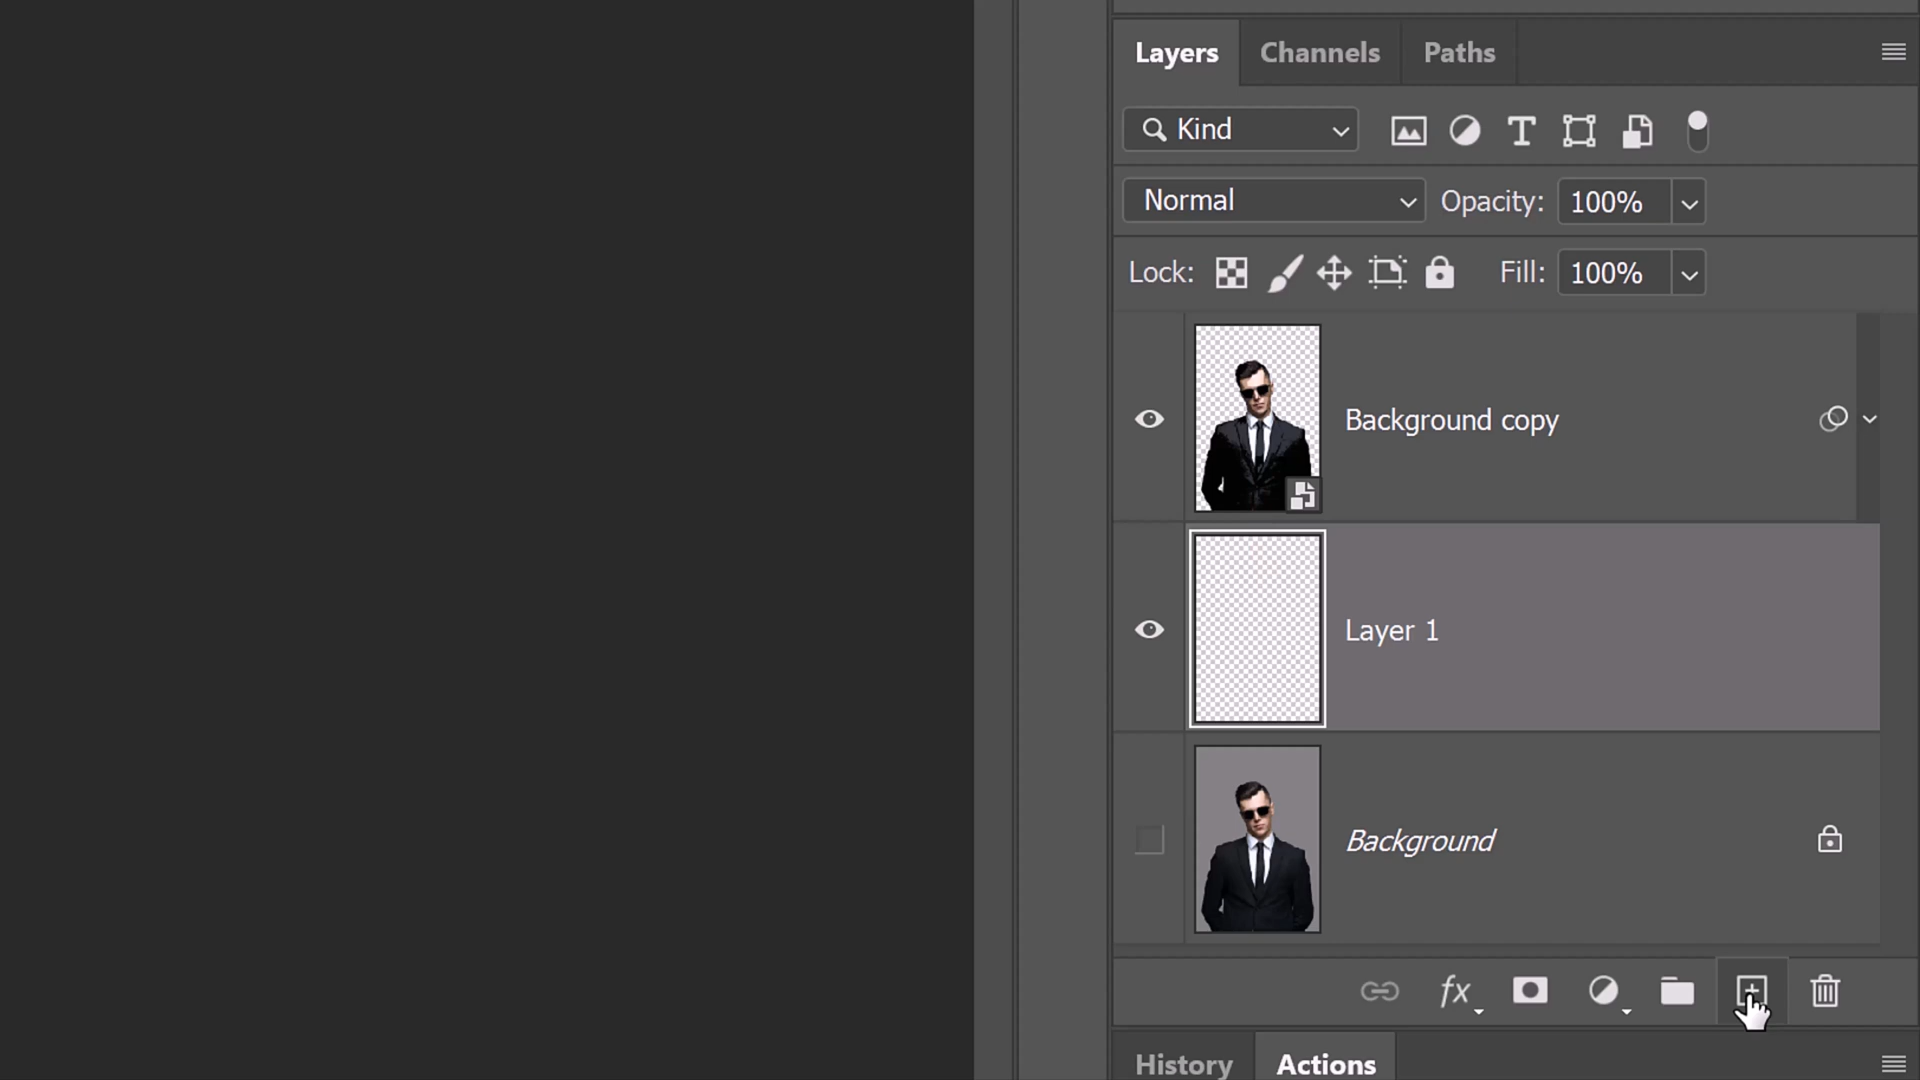 Layers Channels Paths
Kind
Normal Opacity: 100%
Lock: Fill: 100%
Background copy
Layer 1
Background
fx
History Actions